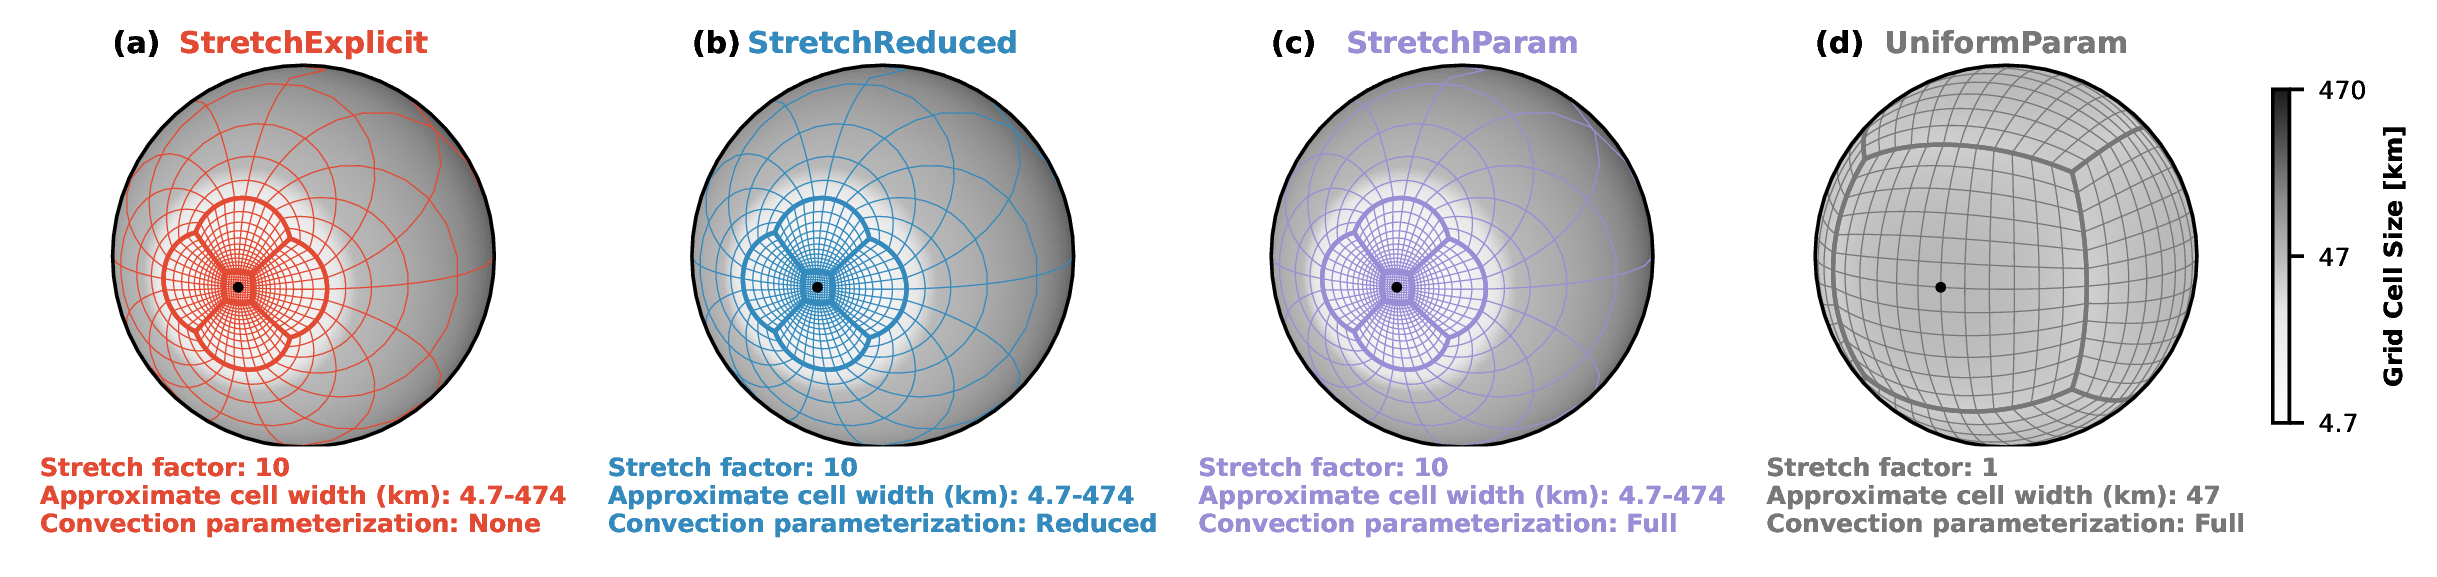 (a) StretchExplicit
(b) StretchReduced
(c) StretchParam
(d) UniformParam
470
47
4.7
Grid Cell Size [km]
Stretch factor: 10
Approximate cell width (km): 4.7-474
Convection parameterization: None
Stretch factor: 10
Approximate cell width (km): 4.7-474
Convection parameterization: Reduced
Stretch factor: 10
Approximate cell width (km): 4.7-474
Convection parameterization: Full
Stretch factor: 1
Approximate cell width (km): 47
Convection parameterization: Full